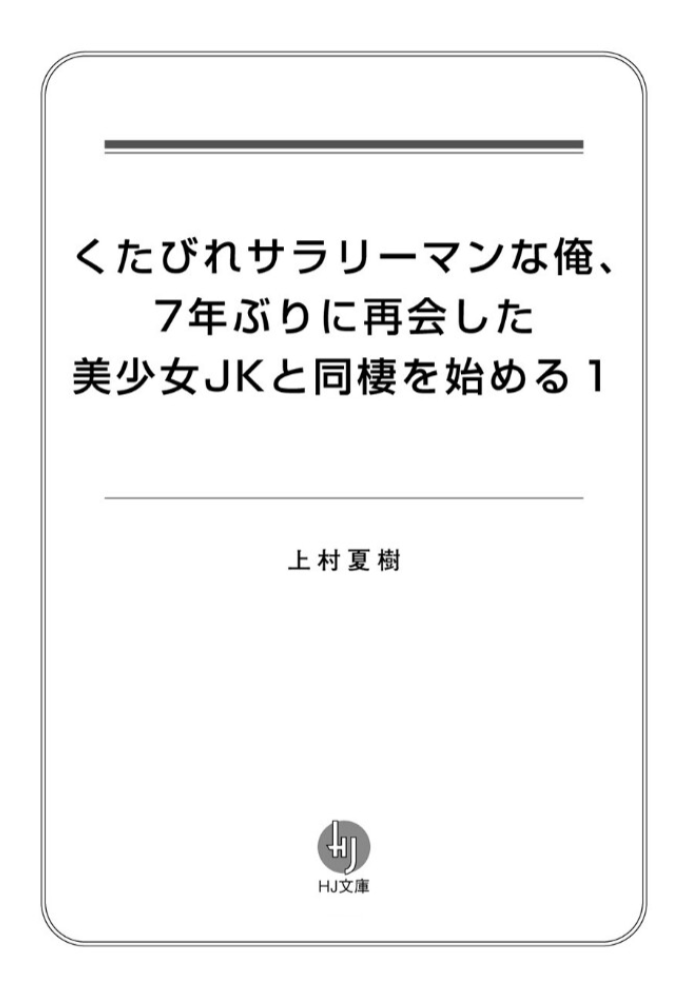 くたびれサラリーマンな俺、
7年ぶりに再会した
美少女JKと同棲を始める1
上村夏樹
HJ
HJ文庫